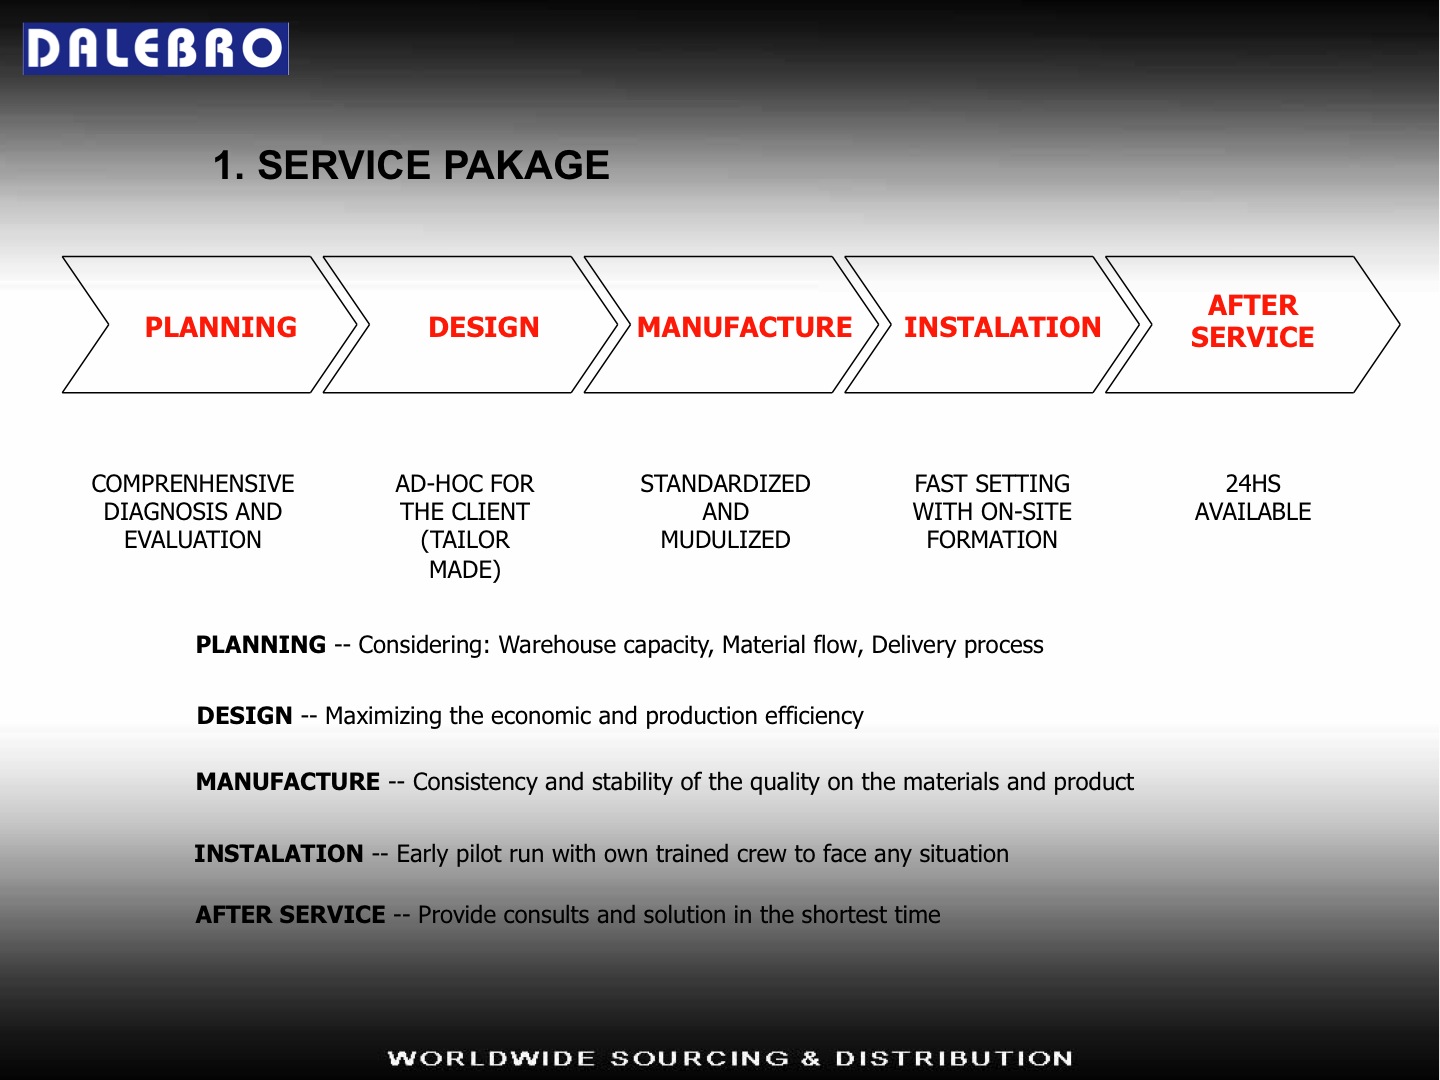 DALEBRO
1. SERVICE PAKAGE
PLANNING
DESIGN
MANUFACTURE
INSTALATION
AFTER
SERVICE
COMPRENHENSIVE
DIAGNOSIS AND
EVALUATION
AD-HOC FOR
THE CLIENT
(TAILOR
MADE)
STANDARDIZED
AND
MUDULIZED
FAST SETTING
WITH ON-SITE
FORMATION
24HS
AVAILABLE
PLANNING -- Considering: Warehouse capacity, Material flow, Delivery process
DESIGN -- Maximizing the economic and production efficiency
MANUFACTURE -- Consistency and stability of the quality on the materials and product
INSTALATION -- Early pilot run with own trained crew to face any situation
AFTER SERVICE -- Provide consults and solution in the shortest time
WORLDWIDE SOURCING & DISTRIBUTION